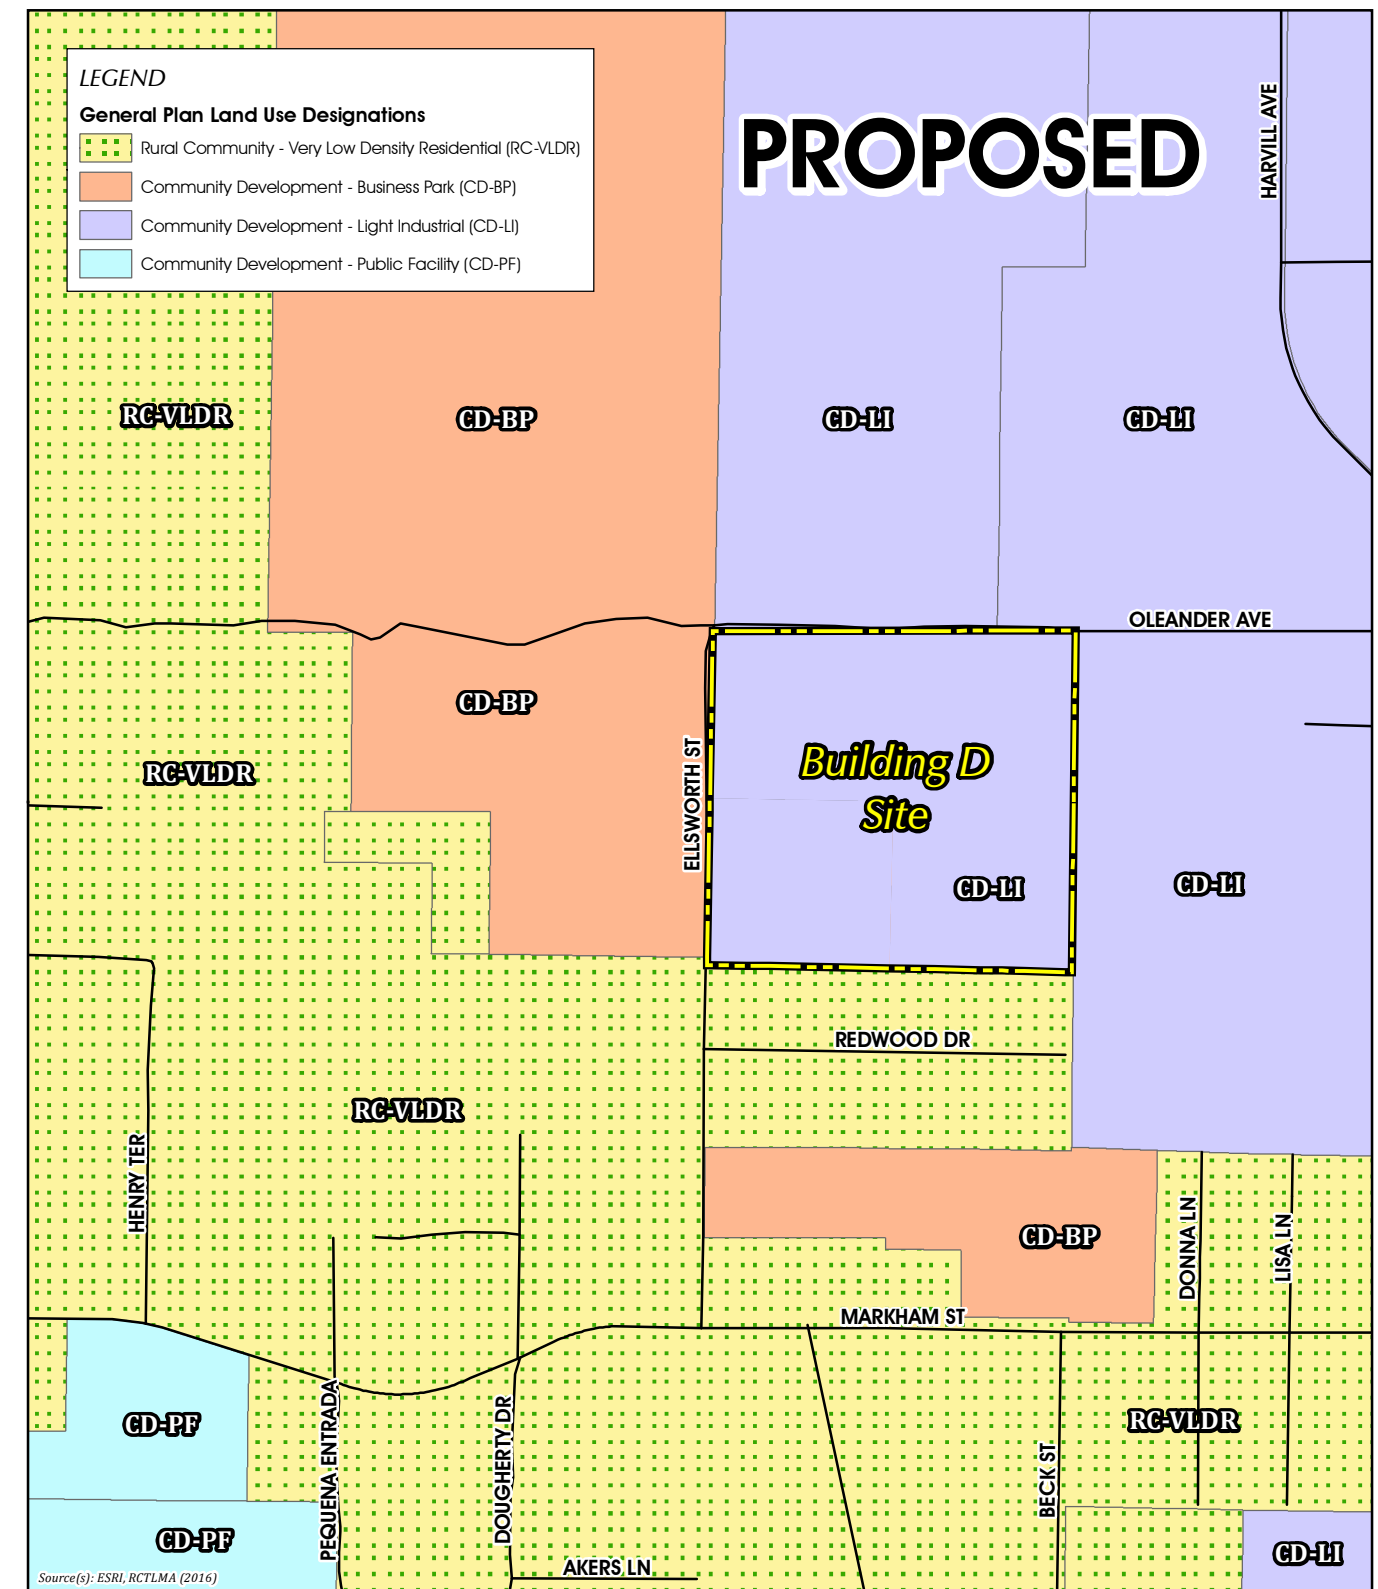 LEGEND
General Plan Land Use Designations
Rural Community - Very Low Density Residential (RC-VLDR)
Community Development - Business Park (CD-BP)
Community Development - Light Industrial (CD-LI)
Community Development - Public Facility (CD-PF)
PROPOSED
HARVILL AVE
RC-VLDR
CD-BP
CD-LI
CD-LI
OLEANDER AVE
CD-BP
ELLSWORTH ST
Building D
Site
RC-VLDR
CD-LI
CD-LI
REDWOOD DR
RC-VLDR
HENRY TER
CD-BP
DONNA LN
LISA LN
MARKHAM ST
CD-PF
PEQUENA ENTRADA
DOUGHERTY DR
RC-VLDR
BECK ST
CD-PF
AKERS LN
CD-LI
Source(s): ESRI, RCTLMA (2016)